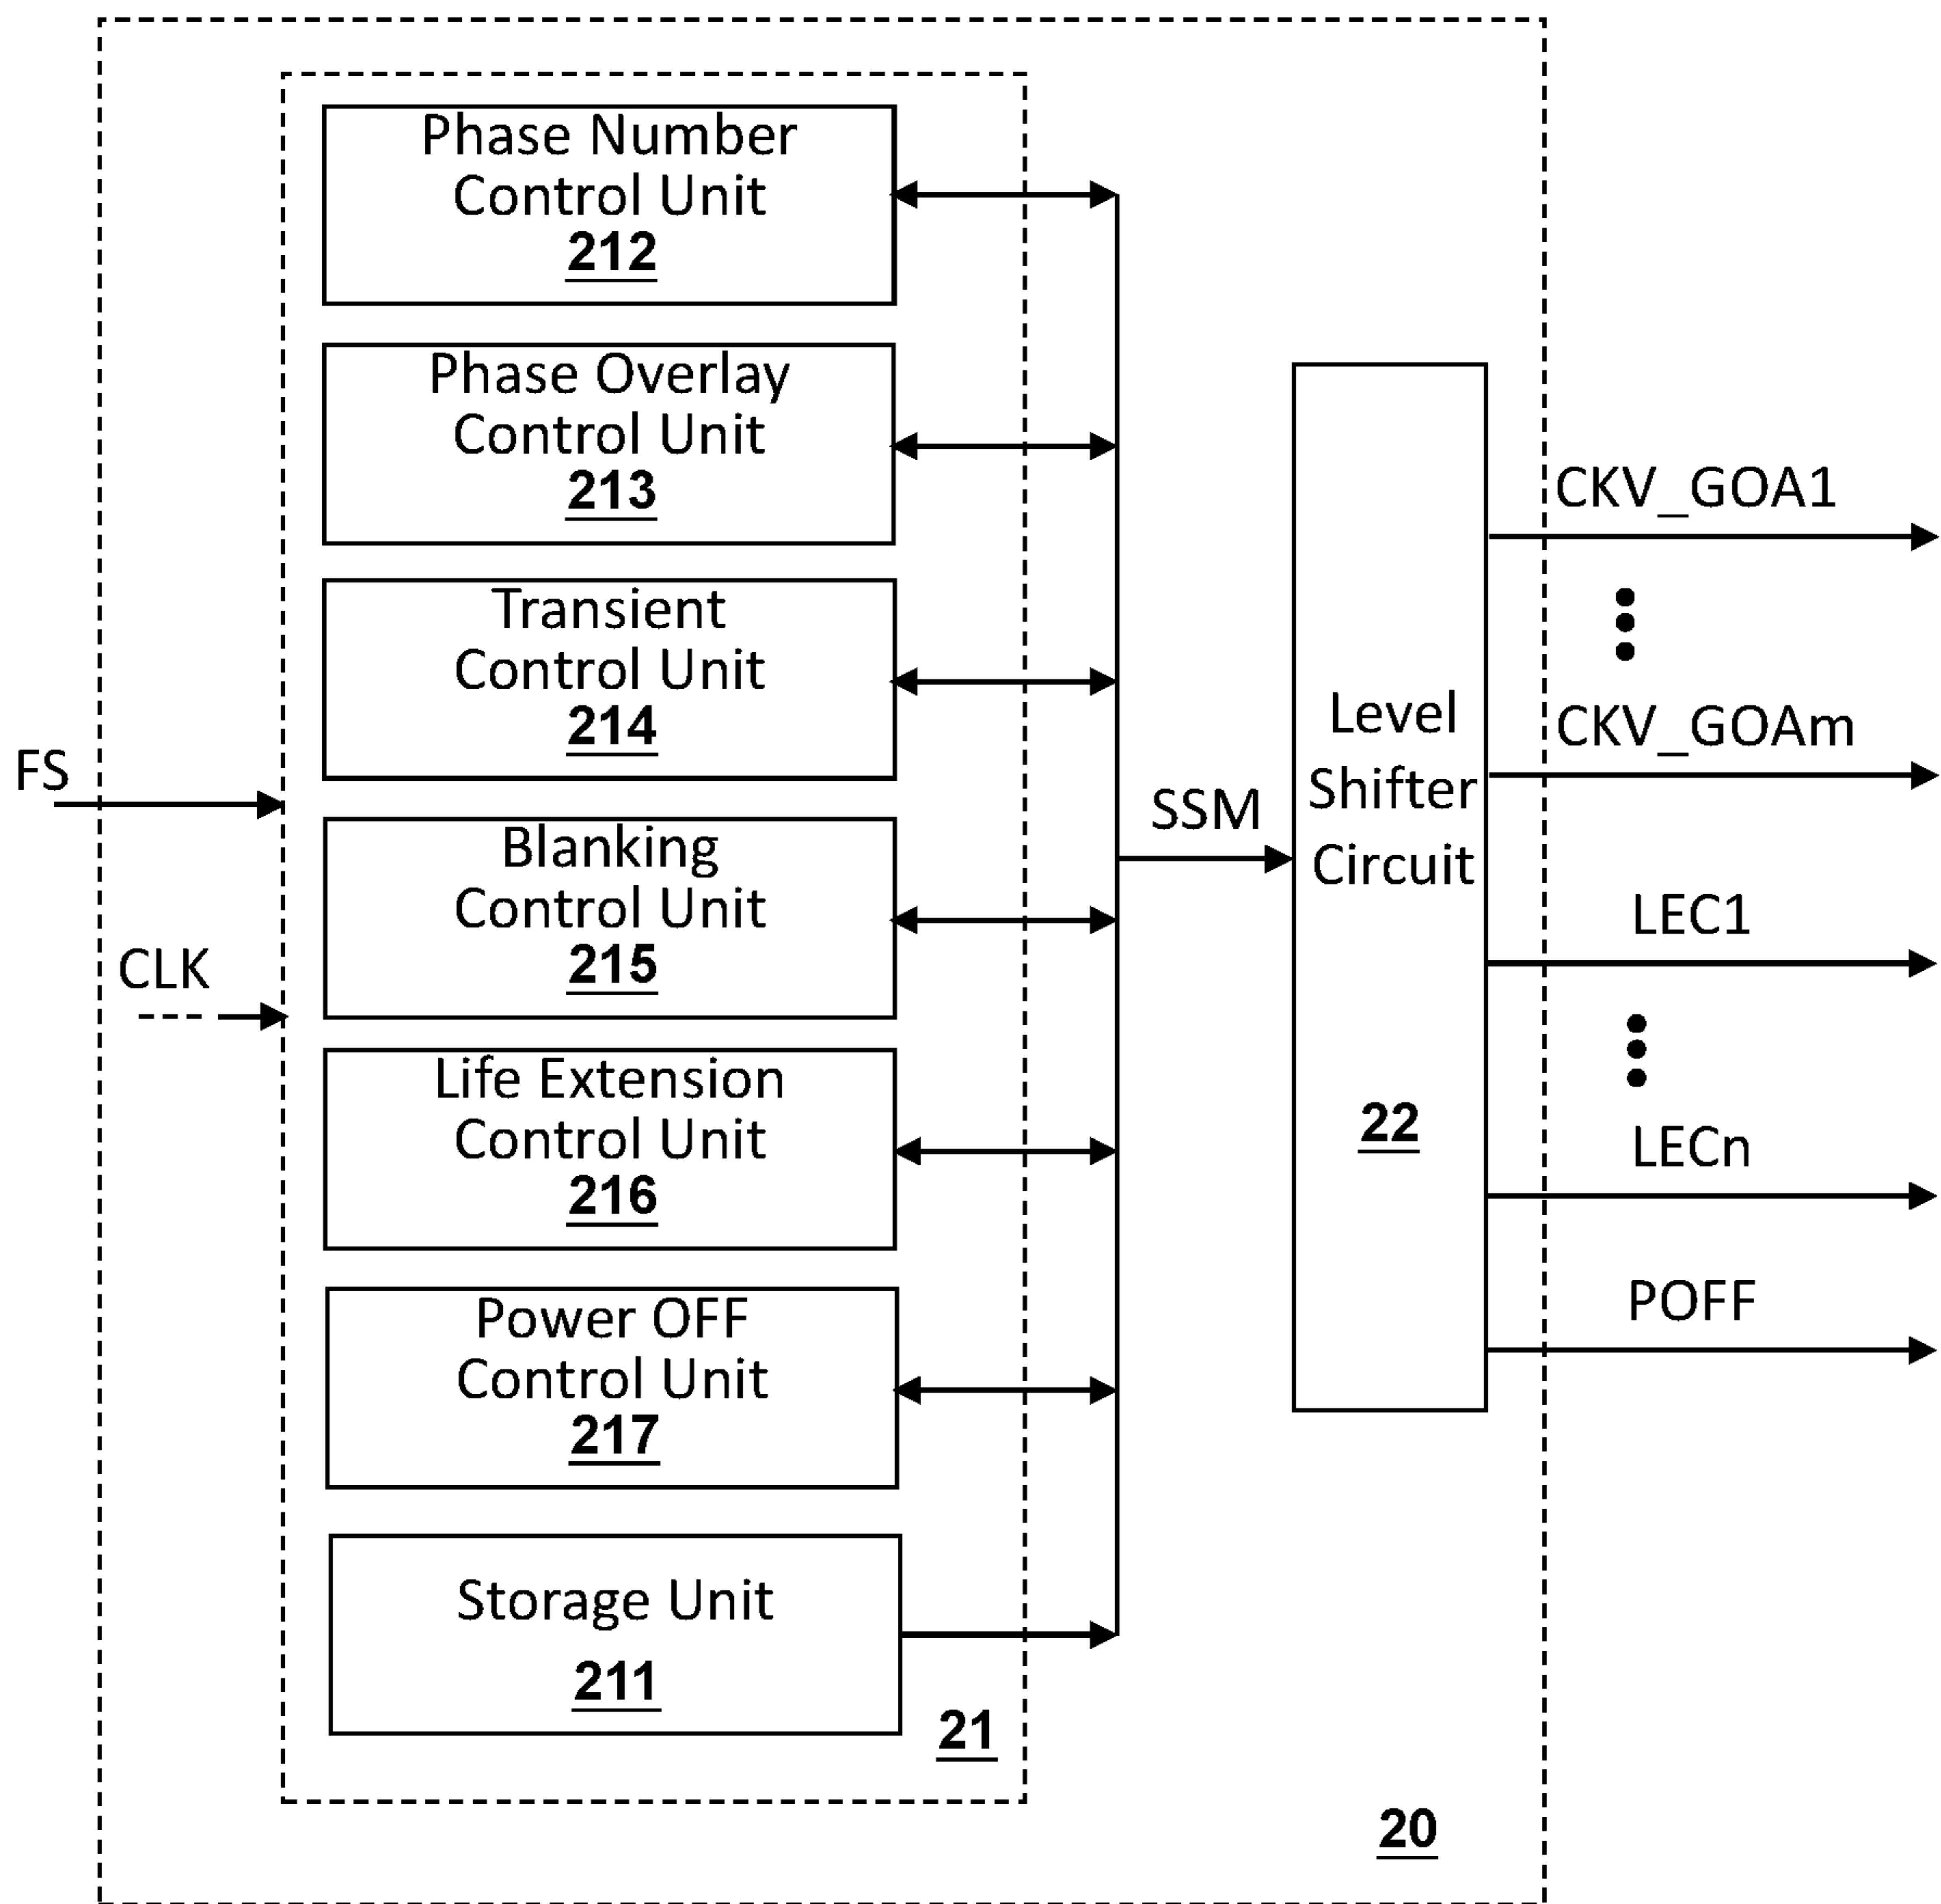 Phase Number
Control Unit
212
Phase Overlay
Control Unit
213
Transient
Control Unit
214
Blanking
Control Unit
215
Life Extension
Control Unit
216
Power OFF
Control Unit
217
Storage Unit
211
21
FS
CLK
SSM
Level
Shifter
Circuit
22
CKV_GOA1
CKV_GOAm
LEC1
LECn
POFF
20